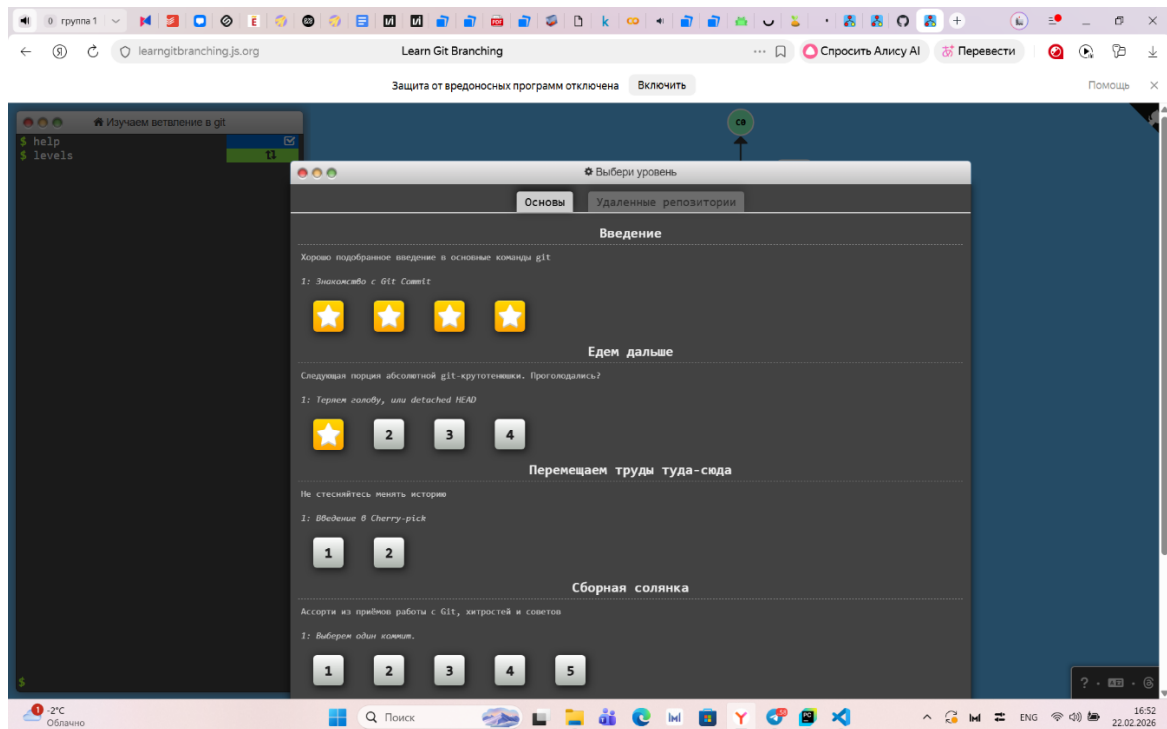 0 группа 1
learngitbranching.js.org
Learn Git Branching
Спросить Алису AI
Перевести
Защита от вредоносных программ отключена
Включить
Помощь
Изучаем ветвление в git
$ help
$ levels
$
C0
Выбери уровень
Основы
Удаленные репозитории
Введение
Хорошо подобранное введение в основные команды git
1: Знакомство с Git Commit
Едем дальше
Следующая порция абсолютной git-крутотенюшки. Проголодались?
1: Теряем голову, или detached HEAD
2 3 4
Перемещаем труды туда-сюда
Не стесняйтесь менять историю
1: Введение в Cherry-pick
1 2
Сборная солянка
Ассорти из приёмов работы с Git, хитростей и советов
1: Выберем один коммит.
1 2 3 4 5
-2°C
Облачно
Поиск
ENG
16:52
22.02.2026